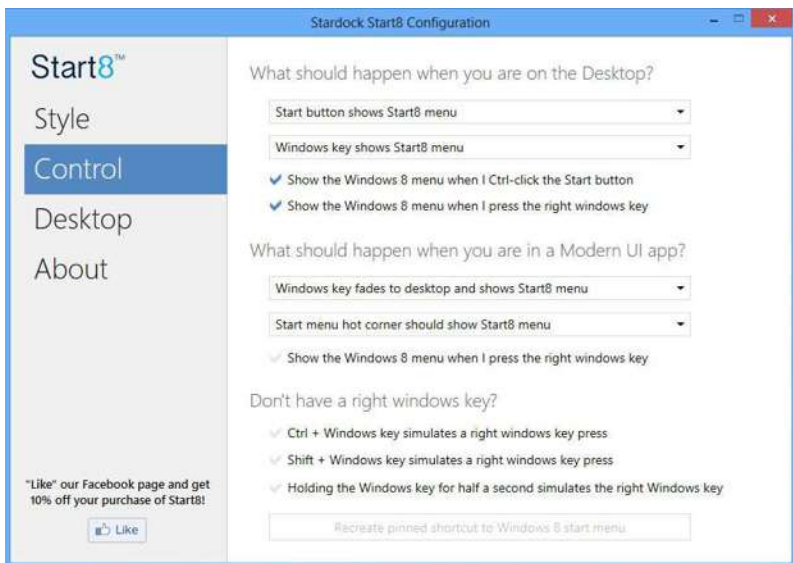 Stardock Start8 Configuration
Start8™
Style
Control
Desktop
About
"Like" our Facebook page and get
10% off your purchase of Start8!
Like
What should happen when you are on the Desktop?
Start button shows Start8 menu
Windows key shows Start8 menu
Show the Windows 8 menu when I Ctrl-click the Start button
Show the Windows 8 menu when I press the right windows key
What should happen when you are in a Modern UI app?
Windows key fades to desktop and shows Start8 menu
Start menu hot corner should show Start8 menu
Show the Windows 8 menu when I press the right windows key
Don't have a right windows key?
Ctrl + Windows key simulates a right windows key press
Shift + Windows key simulates a right windows key press
Holding the Windows key for half a second simulates the right Windows key
Recreate pinned shortcut to Windows 8 start menu